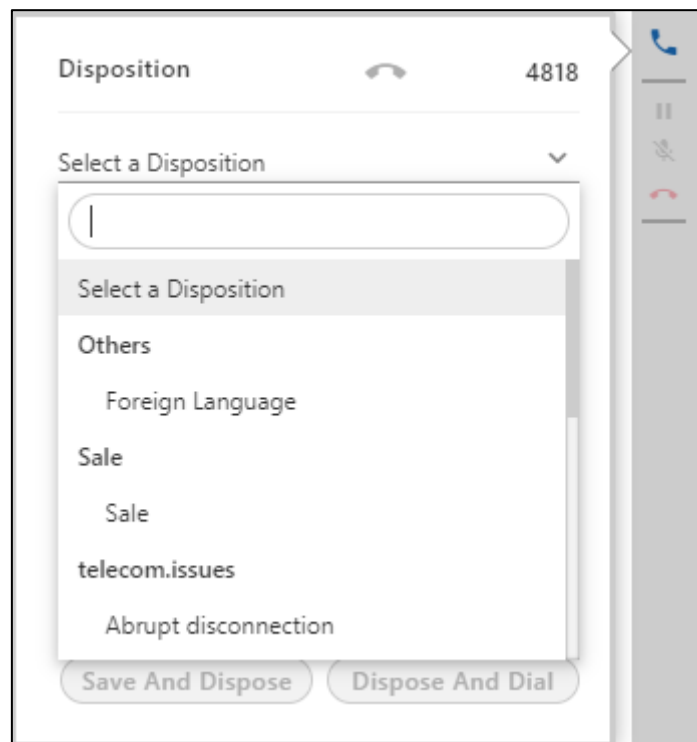 Disposition 4818
Select a Disposition
Select a Disposition
Others
Foreign Language
Sale
Sale
telecom.issues
Abrupt disconnection
Save And Dispose Dispose And Dial